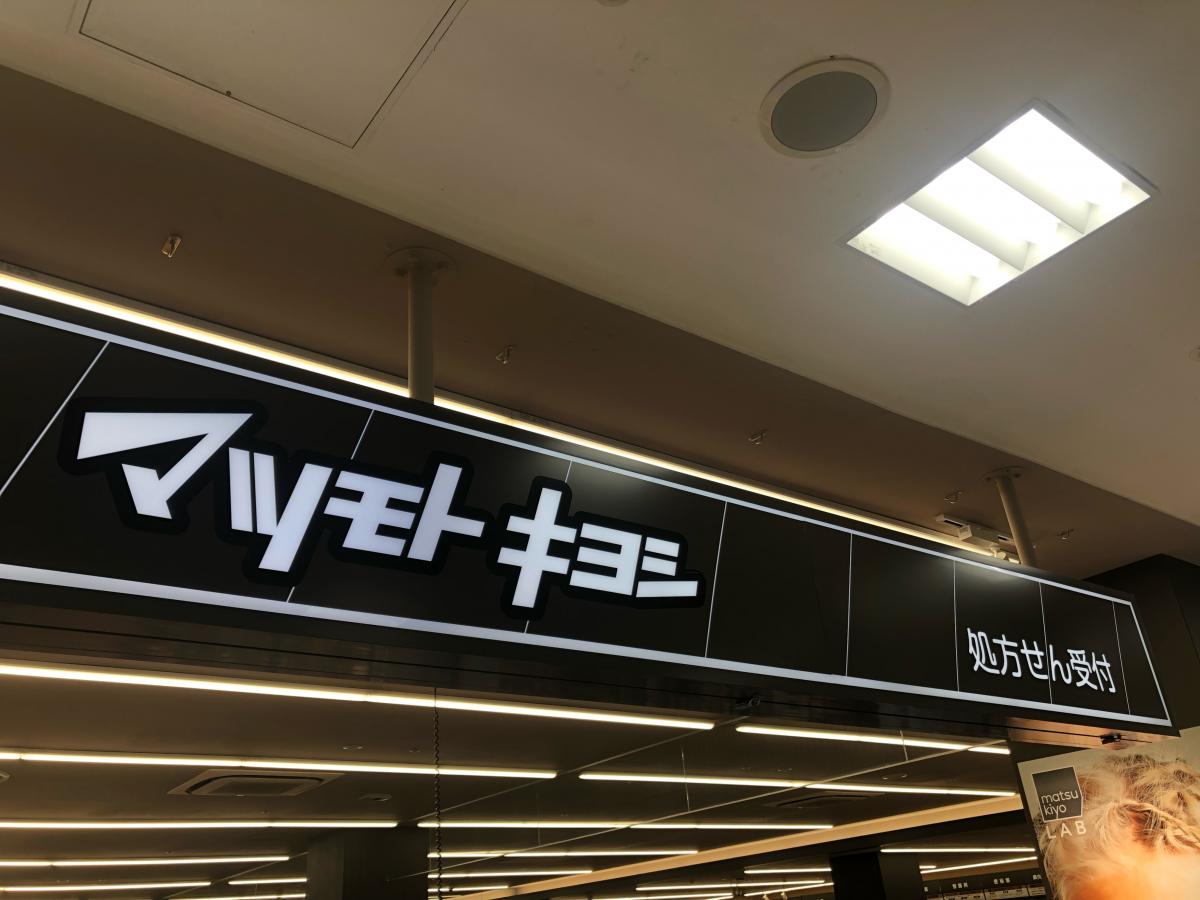 マツモトキヨシ
処方せん受付
matsu
kiyo
LAB